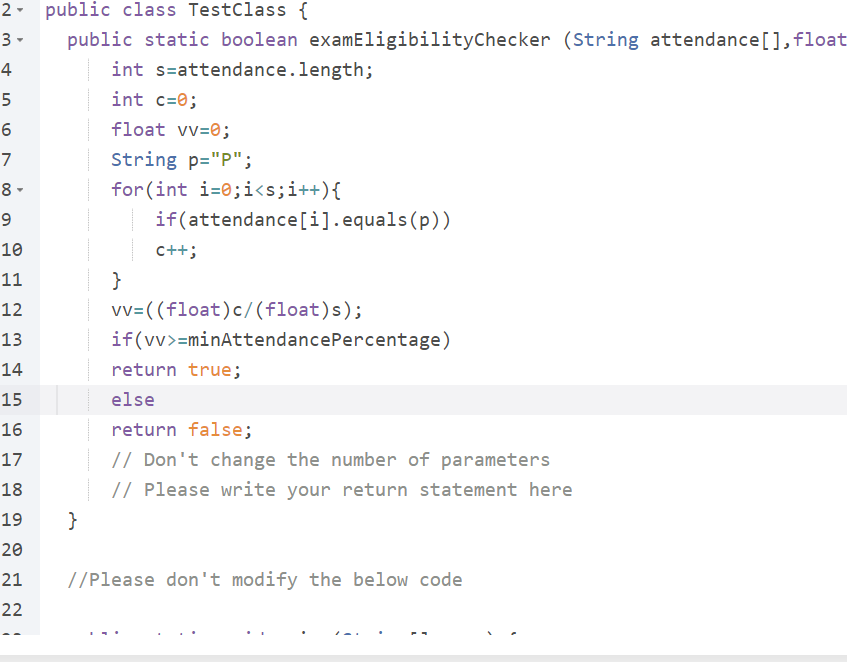 2 public class TestClass {
3 public static boolean examEligibilityChecker (String attendance[],float
4 int s=attendance.length;
5 int c=0;
6 float vv=0;
7 String p="P";
8 for(int i=0;i<s;i++){
9 if(attendance[i].equals(p))
10 c++;
11 }
12 vv=((float)c/(float)s);
13 if(vv>=minAttendancePercentage)
14 return true;
15 else
16 return false;
17 // Don't change the number of parameters
18 // Please write your return statement here
19 }
20
21 //Please don't modify the below code
22